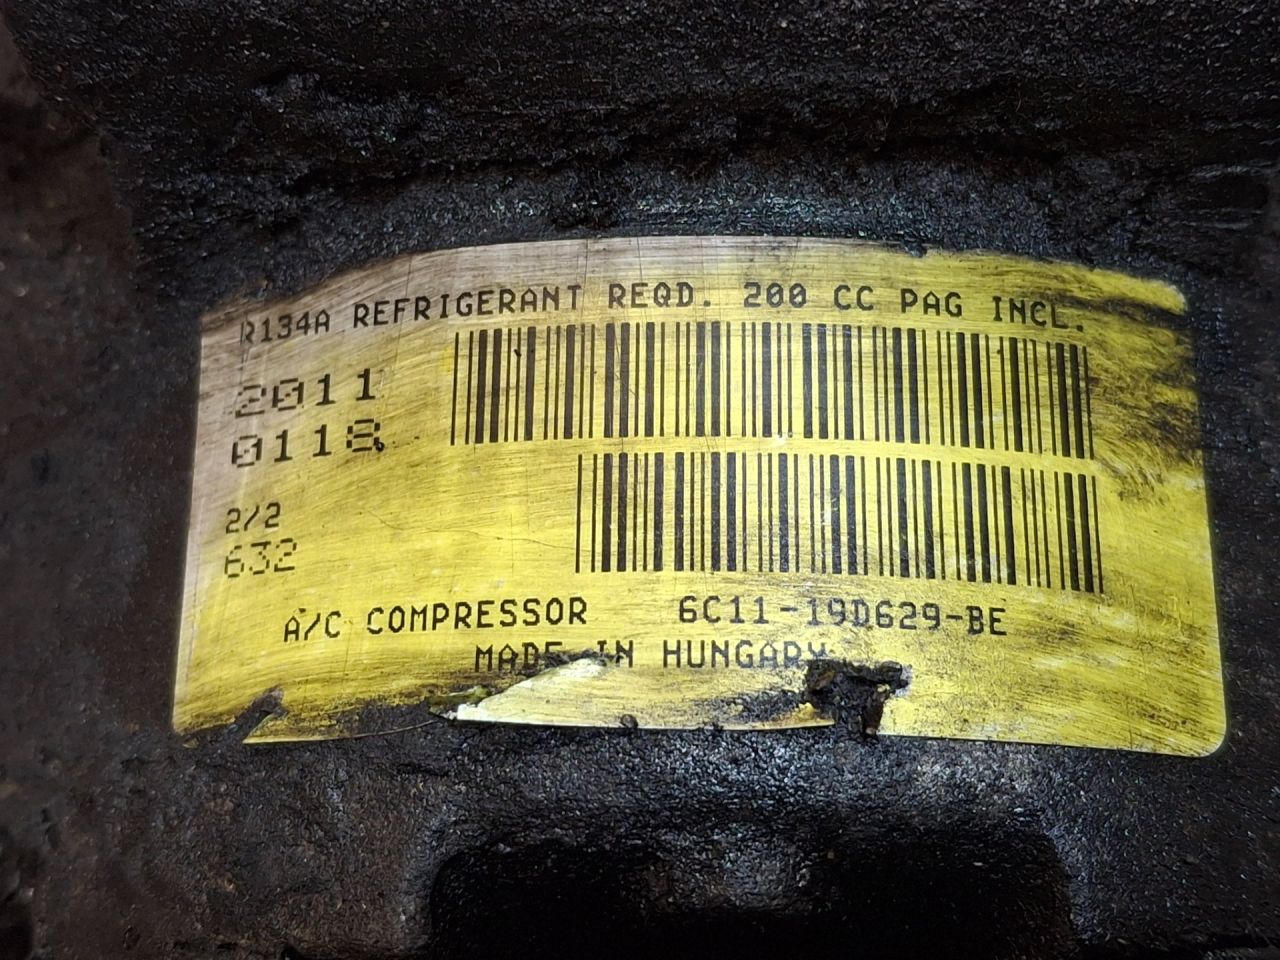 R134A REFRIGERANT REQD. 200 CC PAG INCL.
2011
0118
2/2
632
A/C COMPRESSOR 6C11-19D629-BE
MADE IN HUNGARY